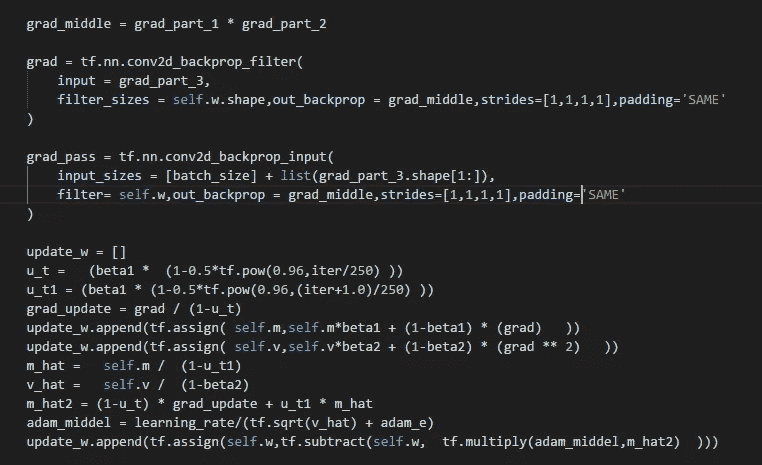 grad_middle = grad_part_1 * grad_part_2
grad = tf.nn.conv2d_backprop_filter(
input = grad_part_3,
filter_sizes = self.w.shape,out_backprop = grad_middle,strides=[1,1,1,1],padding='SAME'
)
grad_pass = tf.nn.conv2d_backprop_input(
input_sizes = [batch_size] + list(grad_part_3.shape[1:]),
filter= self.w,out_backprop = grad_middle,strides=[1,1,1,1],padding='SAME'
)
update_w = []
u_t =   (beta1 *  (1-0.5*tf.pow(0.96,iter/250) ))
u_t1 = (beta1 * (1-0.5*tf.pow(0.96,(iter+1.0)/250) ))
grad_update = grad / (1-u_t)
update_w.append(tf.assign( self.m,self.m*beta1 + (1-beta1) * (grad)   ))
update_w.append(tf.assign( self.v,self.v*beta2 + (1-beta2) * (grad ** 2)   ))
m_hat =   self.m /  (1-u_t1)
v_hat =   self.v /  (1-beta2)
m_hat2 = (1-u_t) * grad_update + u_t1 * m_hat
adam_middel = learning_rate/(tf.sqrt(v_hat) + adam_e)
update_w.append(tf.assign(self.w,tf.subtract(self.w,  tf.multiply(adam_middel,m_hat2)  )))